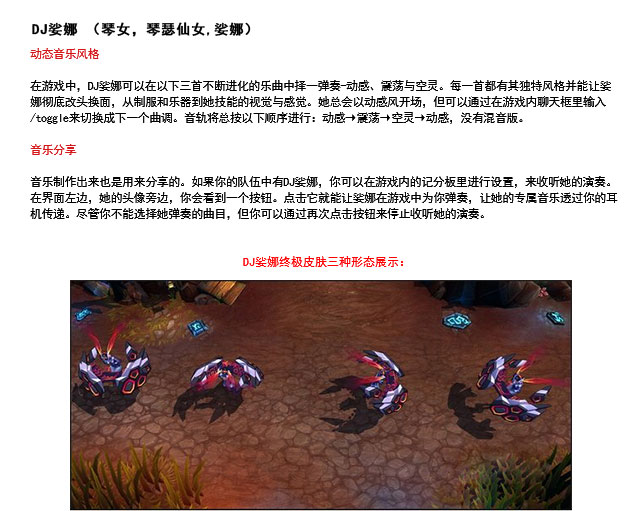 DJ娑娜 （琴女，琴瑟仙女,娑娜）
动态音乐风格
在游戏中，DJ娑娜可以在以下三首不断进化的乐曲中择一弹奏-动感、震荡与空灵。每一首都有其独特风格并能让娑
娜彻底改头换面，从制服和乐器到她技能的视觉与感觉。她总会以动感风开场，但可以通过在游戏内聊天框里输入
/toggle来切换成下一个曲调。音轨将总按以下顺序进行：动感→震荡→空灵→动感，没有混音版。
音乐分享
音乐制作出来也是用来分享的。如果你的队伍中有DJ娑娜，你可以在游戏内的记分板里进行设置，来收听她的演奏。
在界面左边，她的头像旁边，你会看到一个按钮。点击它就能让娑娜在游戏中为你弹奏，让她的专属音乐透过你的耳
机传递。尽管你不能选择她弹奏的曲目，但你可以通过再次点击按钮来停止收听她的演奏。
DJ娑娜终极皮肤三种形态展示：